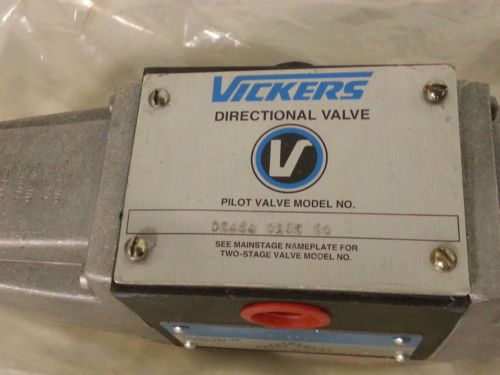 VICKERS
DIRECTIONAL VALVE
V
PILOT VALVE MODEL NO.
SEE MAINSTAGE NAMEPLATE FOR
TWO-STAGE VALVE MODEL NO.